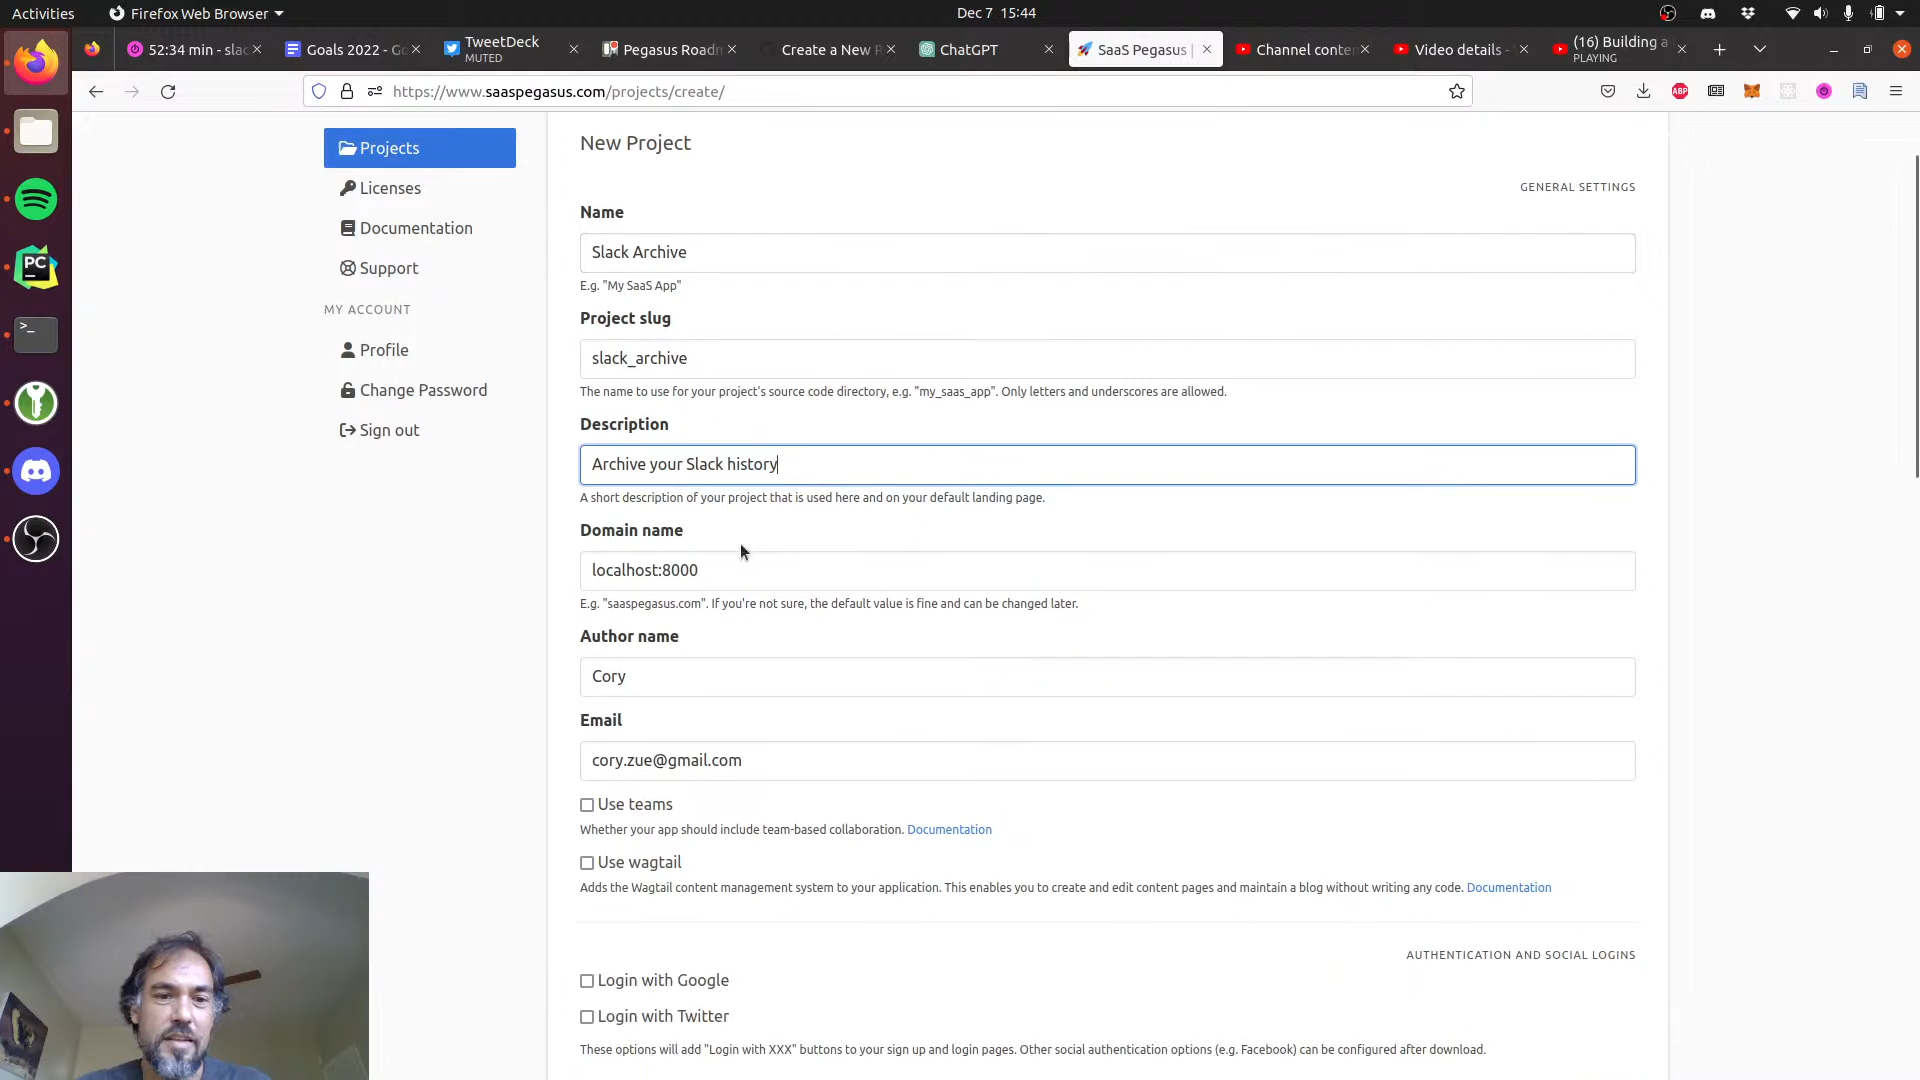 Activities
Firefox Web Browser
Dec 7 15:44
52:34 min - slac
Goals 2022 - Go
TweetDeck
MUTED
Pegasus Roadm
Create a New R
ChatGPT
SaaS Pegasus |
Channel conten
Video details -
(16) Building a
PLAYING
https://www.saaspegasus.com/projects/create/
ABP
Projects
Licenses
Documentation
Support
MY ACCOUNT
Profile
Change Password
Sign out
PC
>_
New Project
GENERAL SETTINGS
Name
Slack Archive
E.g. "My SaaS App"
Project slug
slack_archive
The name to use for your project's source code directory, e.g. "my_saas_app". Only letters and underscores are allowed.
Description
Archive your Slack history
A short description of your project that is used here and on your default landing page.
Domain name
localhost:8000
E.g. "saaspegasus.com". If you're not sure, the default value is fine and can be changed later.
Author name
Cory
Email
cory.zue@gmail.com
Use teams
Whether your app should include team-based collaboration. Documentation
Use wagtail
Adds the Wagtail content management system to your application. This enables you to create and edit content pages and maintain a blog without writing any code. Documentation
AUTHENTICATION AND SOCIAL LOGINS
Login with Google
Login with Twitter
These options will add "Login with XXX" buttons to your sign up and login pages. Other social authentication options (e.g. Facebook) can be configured after download.